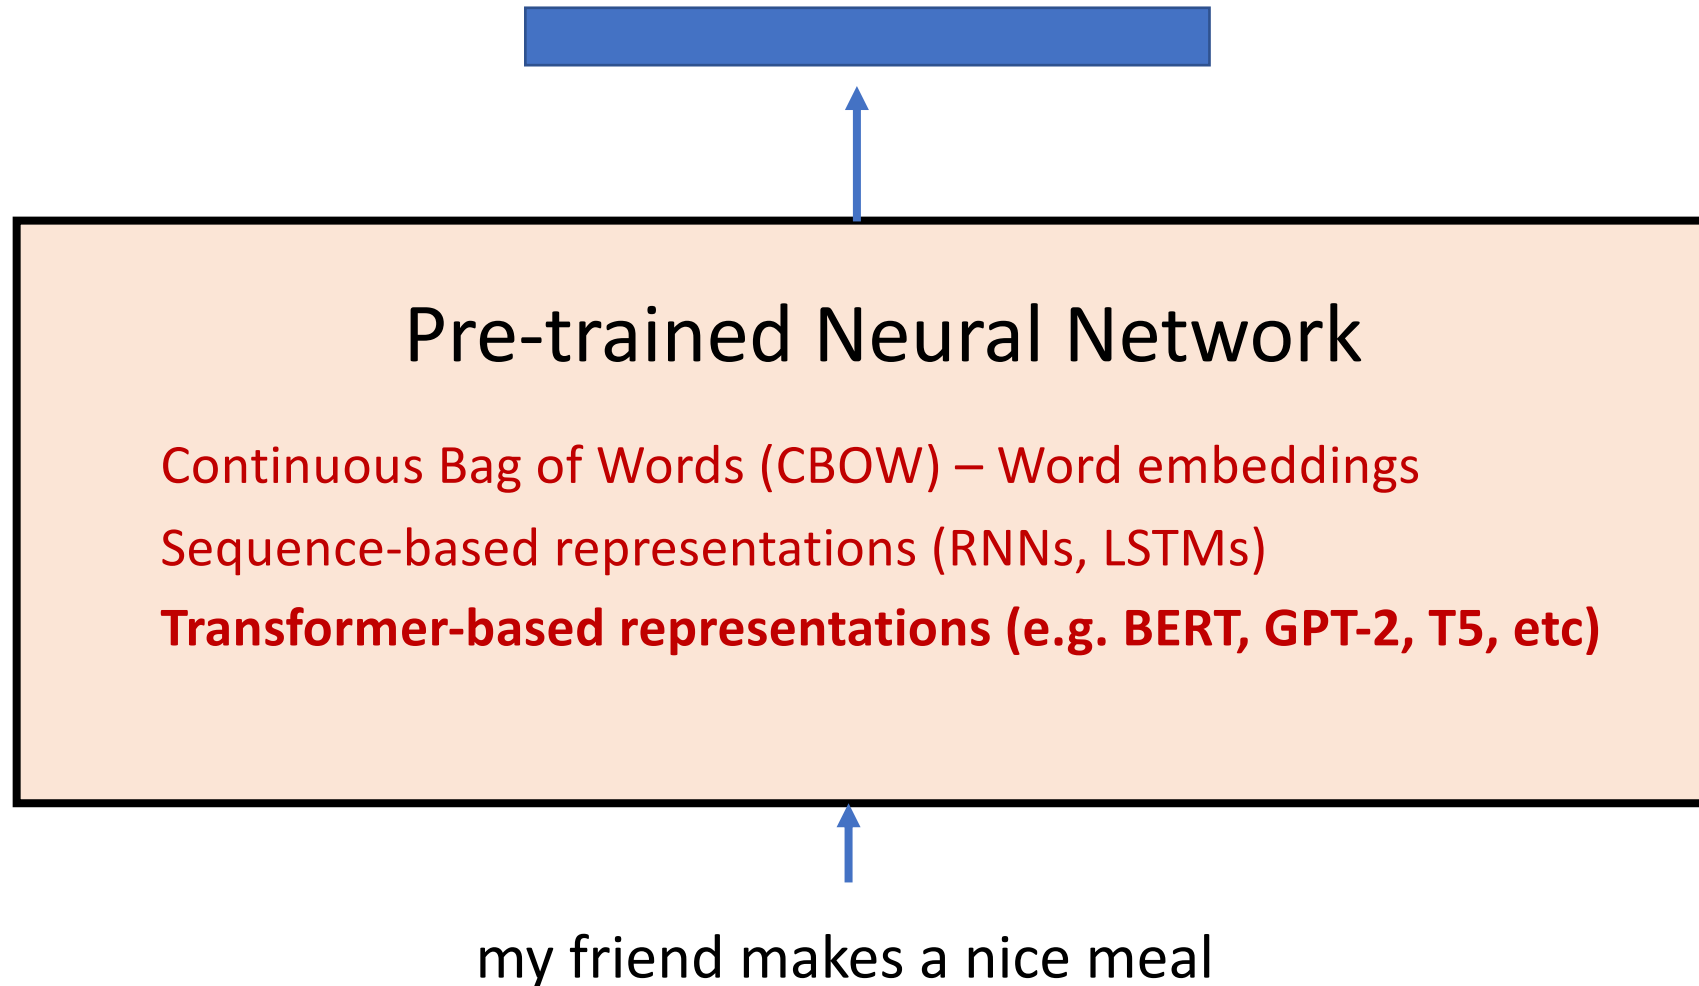 Pre-trained Neural Network
Continuous Bag of Words (CBOW) – Word embeddings
Sequence-based representations (RNNs, LSTMs)
Transformer-based representations (e.g. BERT, GPT-2, T5, etc)
my friend makes a nice meal